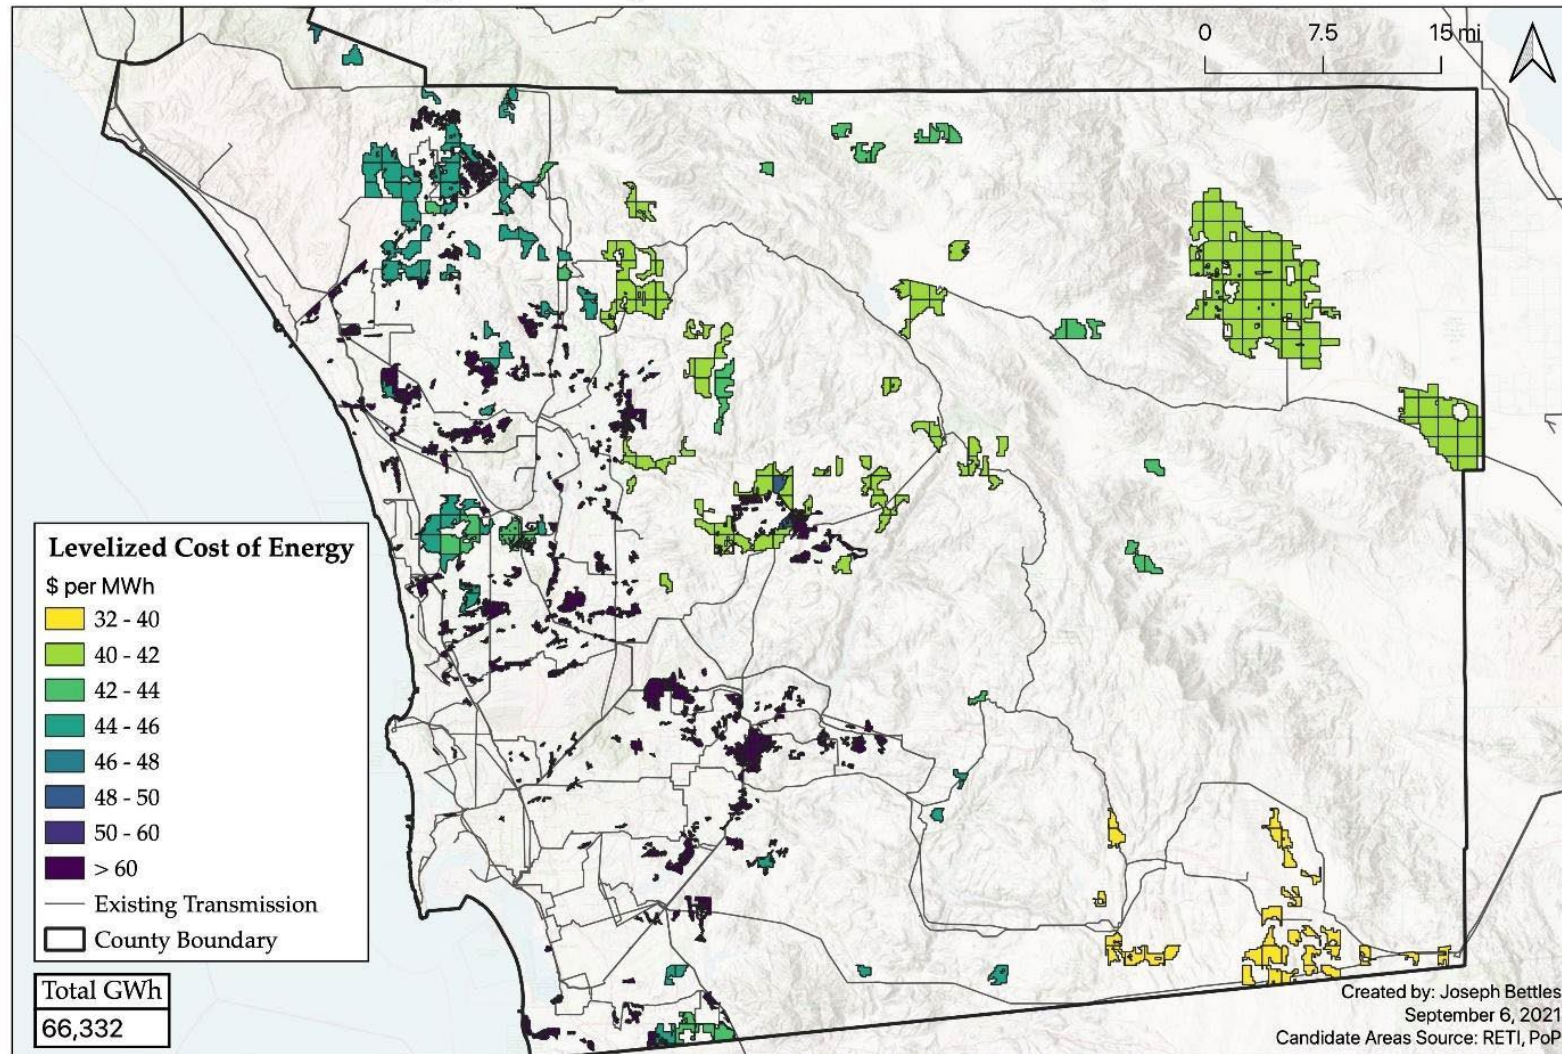 0 7.5 15 mi
Levelized Cost of Energy
$ per MWh
32 - 40
40 - 42
42 - 44
44 - 46
46 - 48
48 - 50
50 - 60
> 60
Existing Transmission
County Boundary
Total GWh
66,332
Created by: Joseph Bettles
September 6, 2021
Candidate Areas Source: RETI, PoP